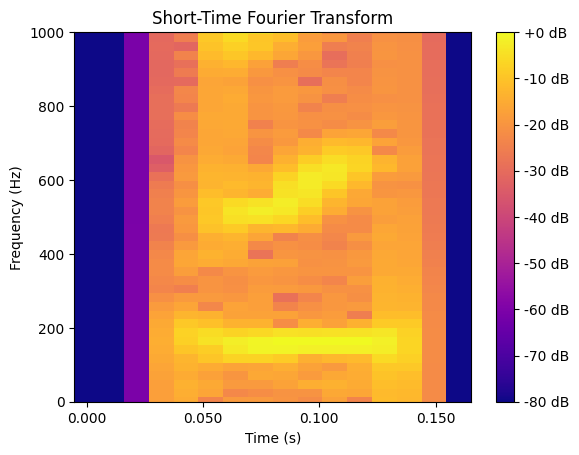 Short-Time Fourier Transform
1000
800
600
400
200
0
Frequency (Hz)
0.000
0.050
0.100
0.150
Time (s)
+0 dB
-10 dB
-20 dB
-30 dB
-40 dB
-50 dB
-60 dB
-70 dB
-80 dB